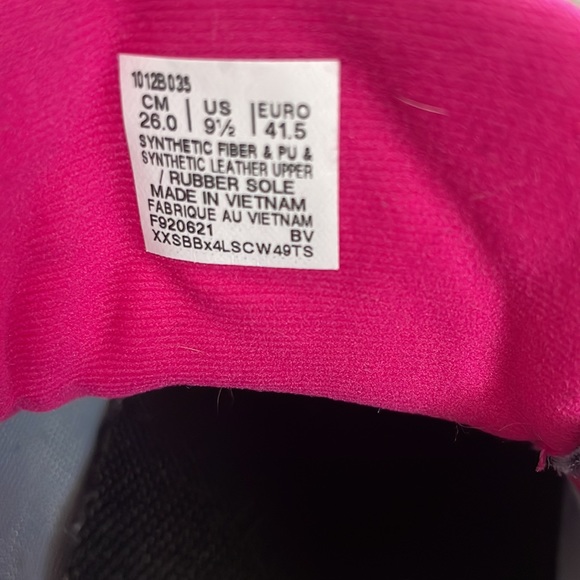 1012B035
CM | US | EURO
26.0 | 9½ | 41.5
SYNTHETIC FIBER & PU &
SYNTHETIC LEATHER UPPER
/ RUBBER SOLE
MADE IN VIETNAM
FABRIQUE AU VIETNAM
F920621 BV
XXSBBx4LSCW49TS